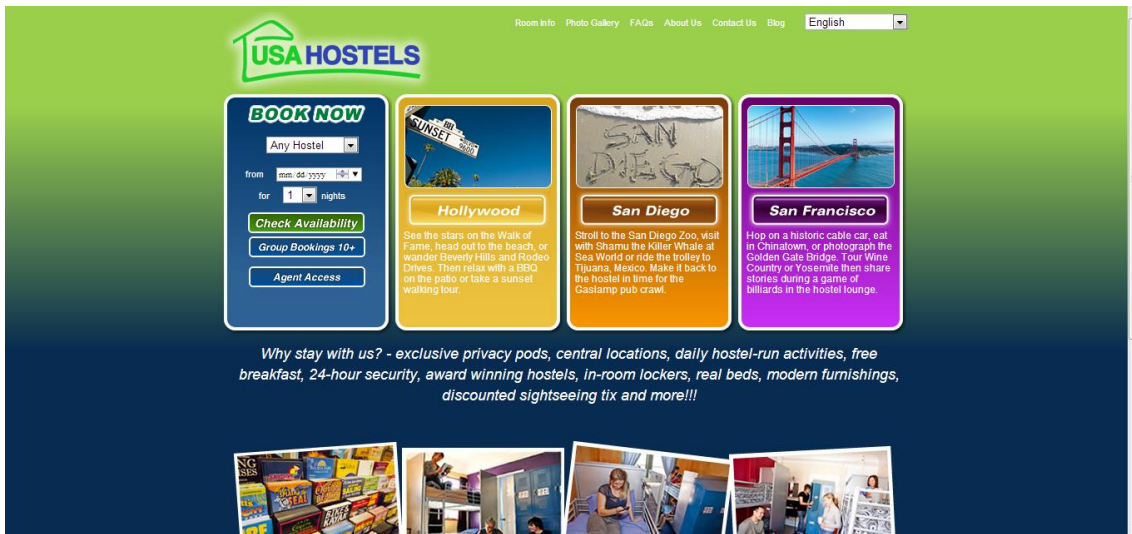 Room Info Photo Gallery FAQs About Us Contact Us Blog English
USA HOSTELS
BOOK NOW
Any Hostel
from mm/dd/yyyy
for 1 nights
Check Availability
Group Bookings 10+
Agent Access
SUNSET
9600
Hollywood
See the stars on the Walk of
Fame, head out to the beach, or
wander Beverly Hills and Rodeo
Drives. Then relax with a BBQ
on the patio or take a sunset
walking tour.
SAN
DIEGO
San Diego
Stroll to the San Diego Zoo, visit
with Shamu the Killer Whale at
Sea World or ride the trolley to
Tijuana, Mexico. Make it back to
the hostel in time for the
Gaslamp pub crawl.
San Francisco
Hop on a historic cable car, eat
in Chinatown, or photograph the
Golden Gate Bridge. Tour Wine
Country or Yosemite then share
stories during a game of
billiards in the hostel lounge.
Why stay with us? - exclusive privacy pods, central locations, daily hostel-run activities, free
breakfast, 24-hour security, award winning hostels, in-room lockers, real beds, modern furnishings,
discounted sightseeing tix and more!!!
SEAL
SAILING
BIKE &
KAYAK